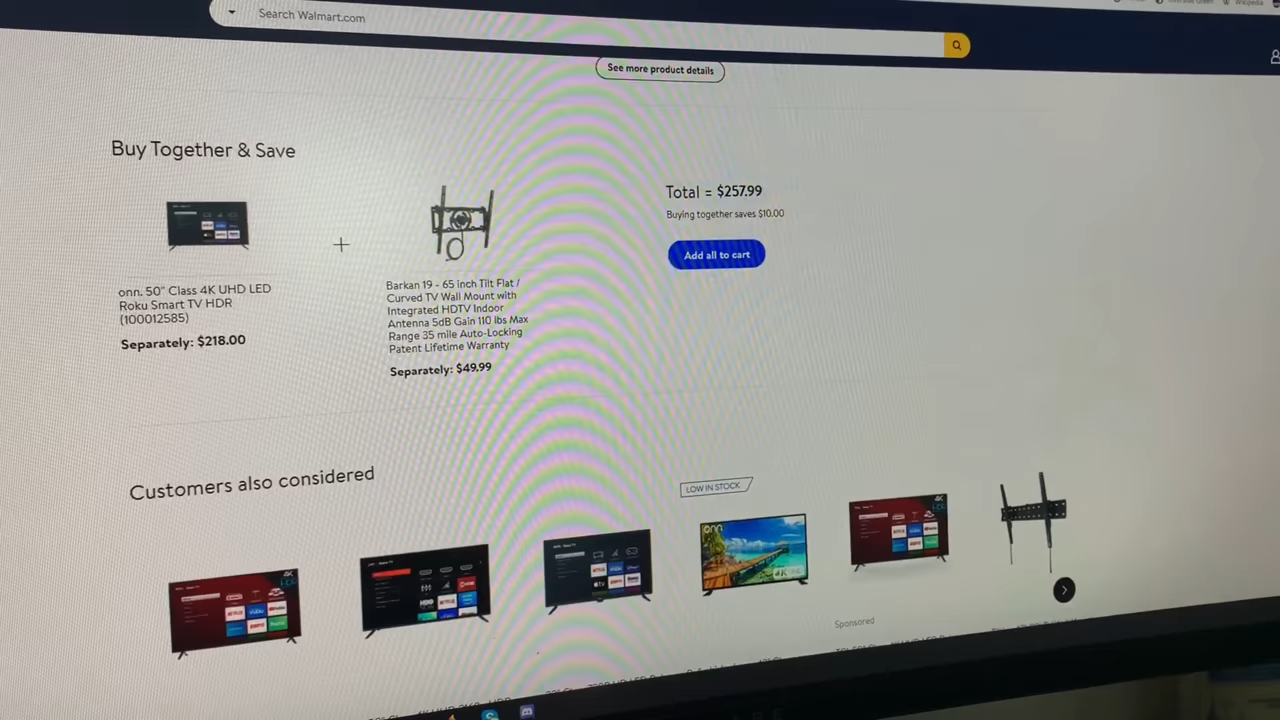 Wikipedia
Search Walmart.com
See more product details
Buy Together & Save
Total = $257.99
Buying together saves $10.00
Add all to cart
onn. 50" Class 4K UHD LED
Roku Smart TV HDR
(100012585)
Separately: $218.00
Barkan 19 - 65 inch Tilt Flat /
Curved TV Wall Mount with
Integrated HDTV Indoor
Antenna 5dB Gain 110 lbs Max
Range 35 mile Auto-Locking
Patent Lifetime Warranty
Separately: $49.99
Customers also considered
LOW IN STOCK
onn
4K
Sponsored